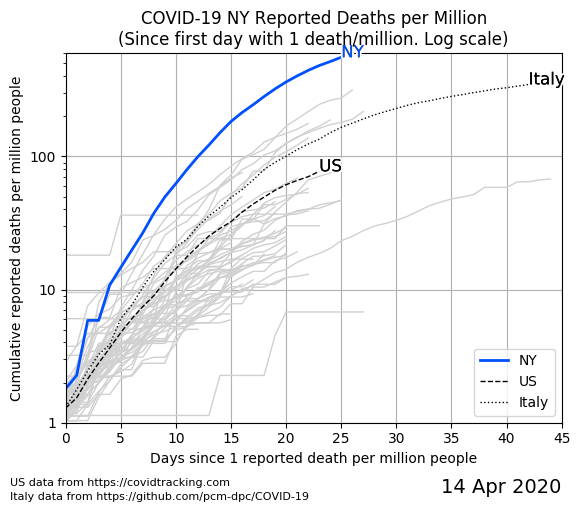 COVID-19 NY Reported Deaths per Million
(Since first day with 1 death/million. Log scale)
NY
Italy
US
Cumulative reported deaths per million people
100
10
1
0 5 10 15 20 25 30 35 40 45
NY
US
Italy
Days since 1 reported death per million people
US data from https://covidtracking.com
Italy data from https://github.com/pcm-dpc/COVID-19
14 Apr 2020